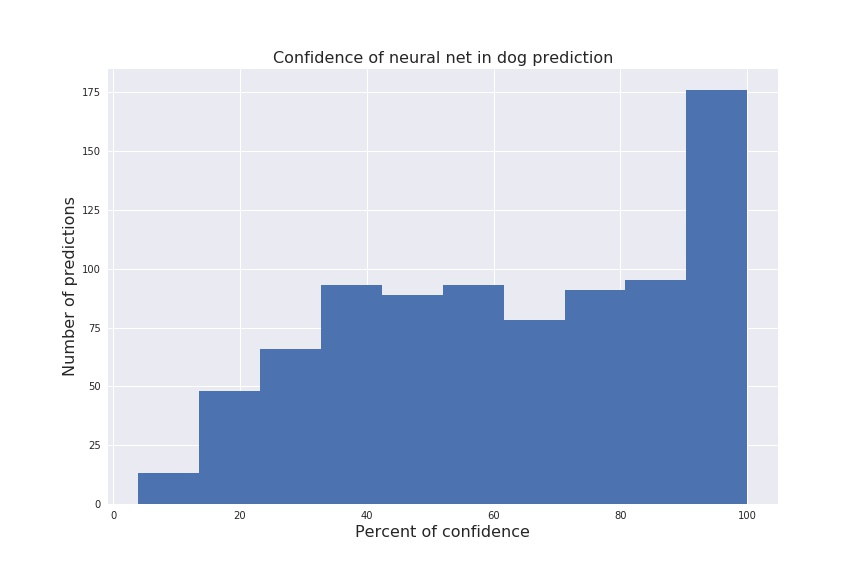 Confidence of neural net in dog prediction
175
150
125
100
75
50
25
0
Number of predictions
0 20 40 60 80 100
Percent of confidence